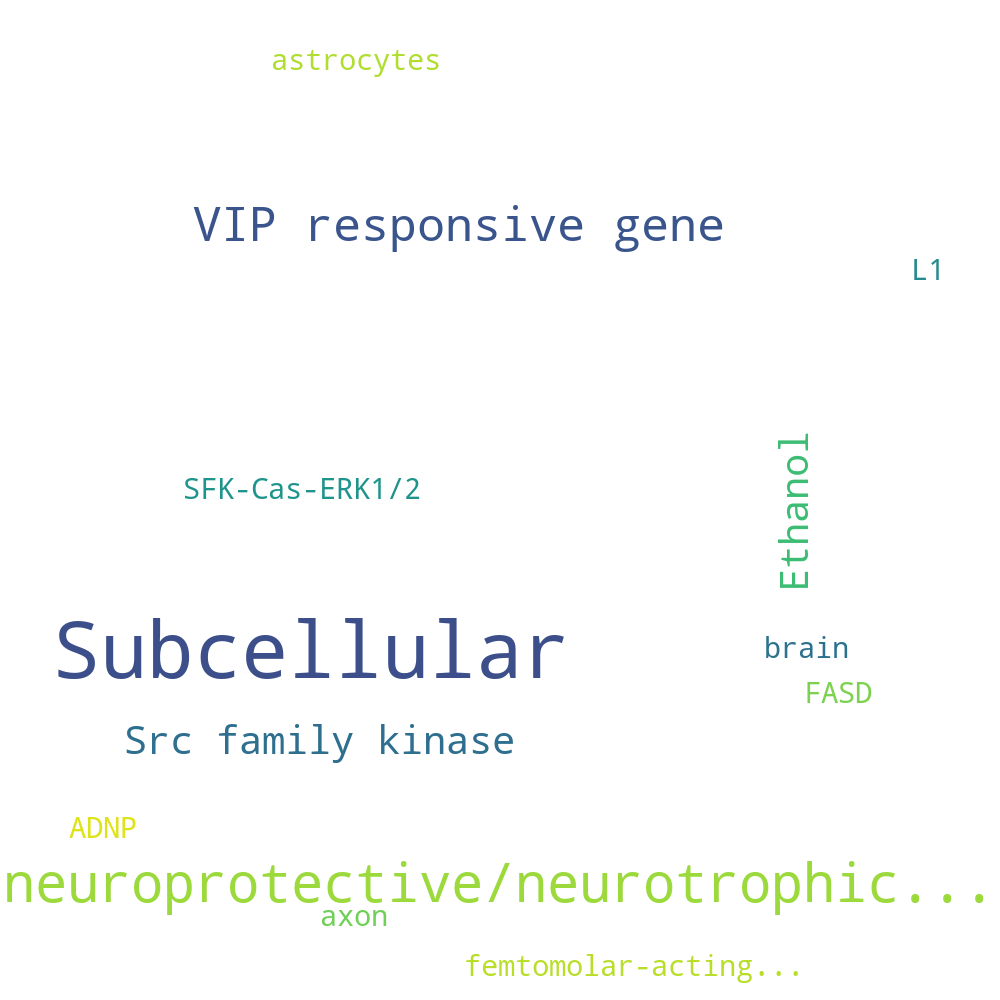 astrocytes
VIP responsive gene
L1
Ethanol
SFK-Cas-ERK1/2
Subcellular
brain
FASD
Src family kinase
ADNP
neuroprotective/neurotrophic...
axon
femtomolar-acting...